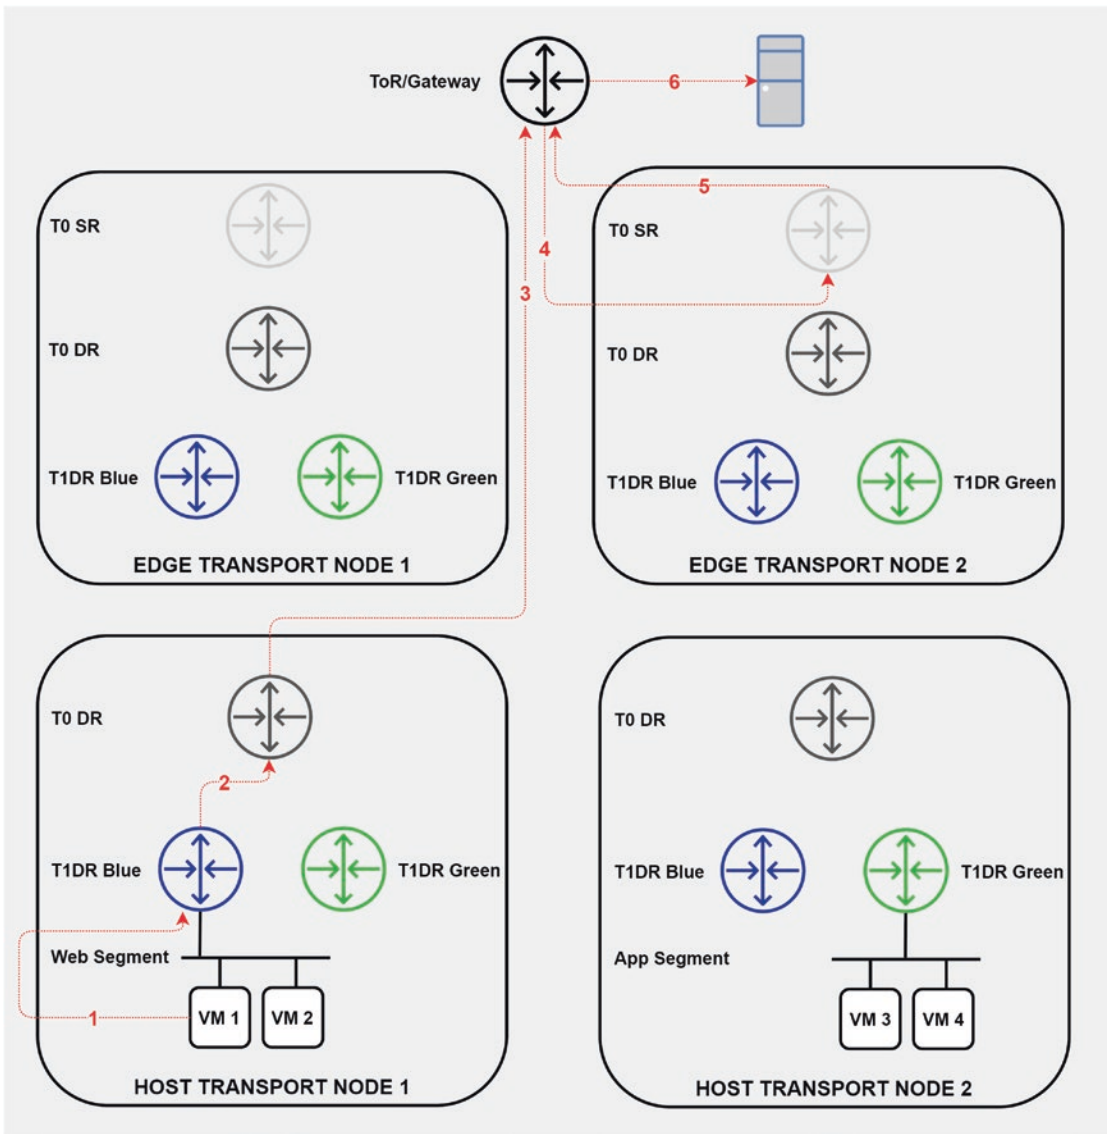 ToR/Gateway
6
5
T0 SR
T0 SR
4
3
T0 DR
T0 DR
T1DR Blue
T1DR Green
T1DR Blue
T1DR Green
EDGE TRANSPORT NODE 1
EDGE TRANSPORT NODE 2
T0 DR
T0 DR
2
T1DR Blue
T1DR Green
T1DR Blue
T1DR Green
Web Segment
App Segment
1
VM 1
VM 2
VM 3
VM 4
HOST TRANSPORT NODE 1
HOST TRANSPORT NODE 2